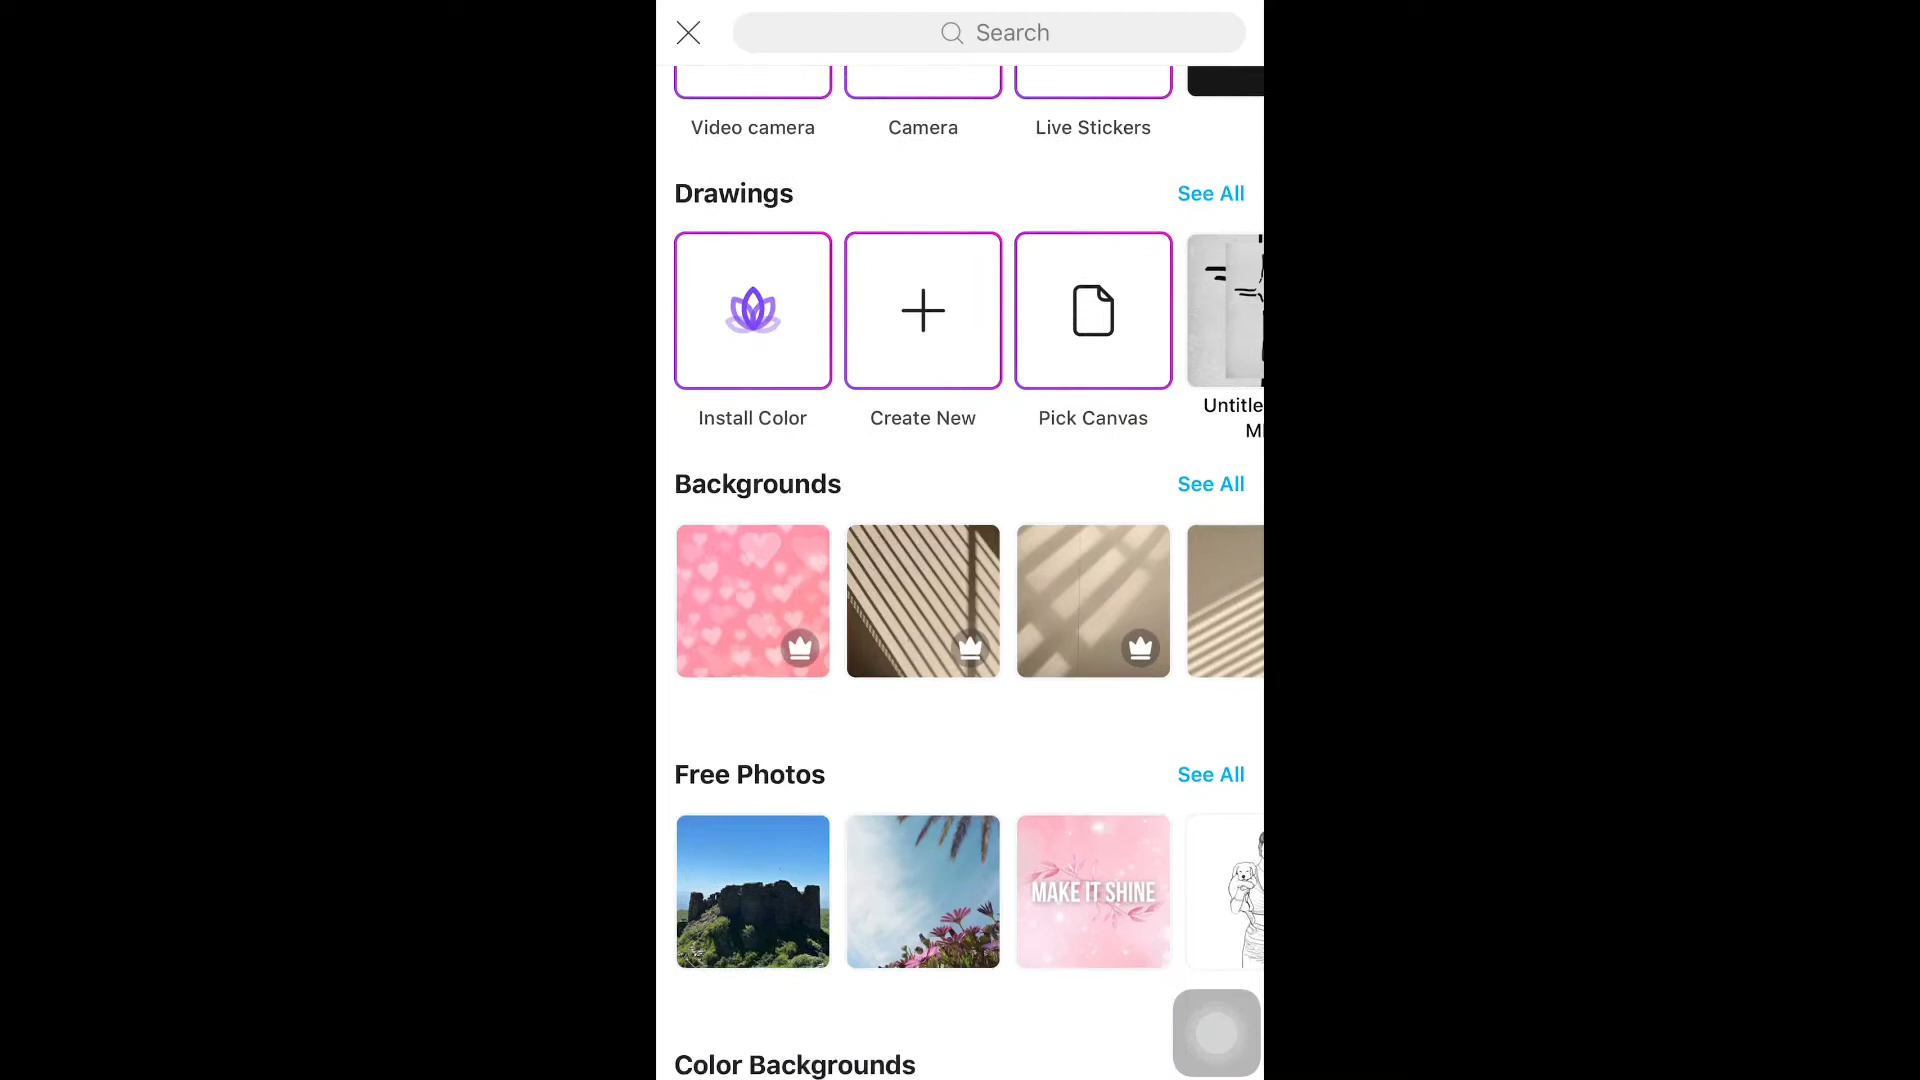 Search
Video camera
Camera
Live Stickers
Drawings
See All
Install Color
Create New
Pick Canvas
Backgrounds
See All
Free Photos
See All
MAKE IT SHINE
Color Backgrounds